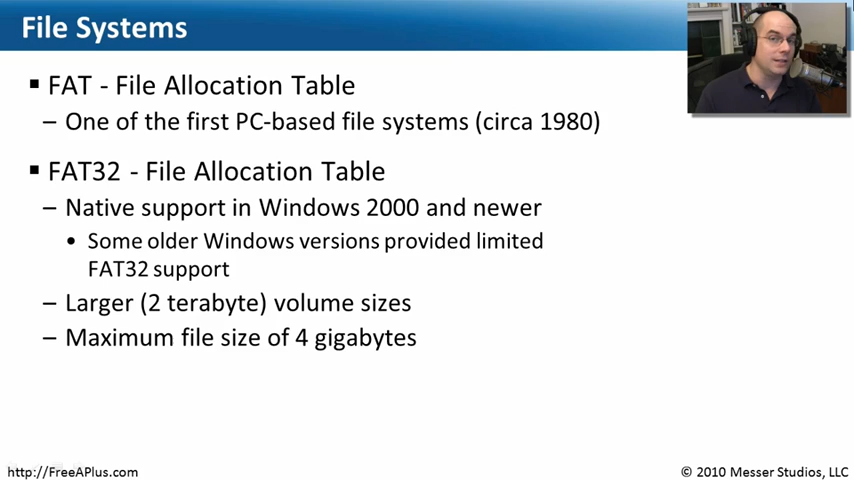 File Systems
▪ FAT - File Allocation Table
– One of the first PC-based file systems (circa 1980)
▪ FAT32 - File Allocation Table
– Native support in Windows 2000 and newer
• Some older Windows versions provided limited
FAT32 support
– Larger (2 terabyte) volume sizes
– Maximum file size of 4 gigabytes
http://FreeAPlus.com
© 2010 Messer Studios, LLC